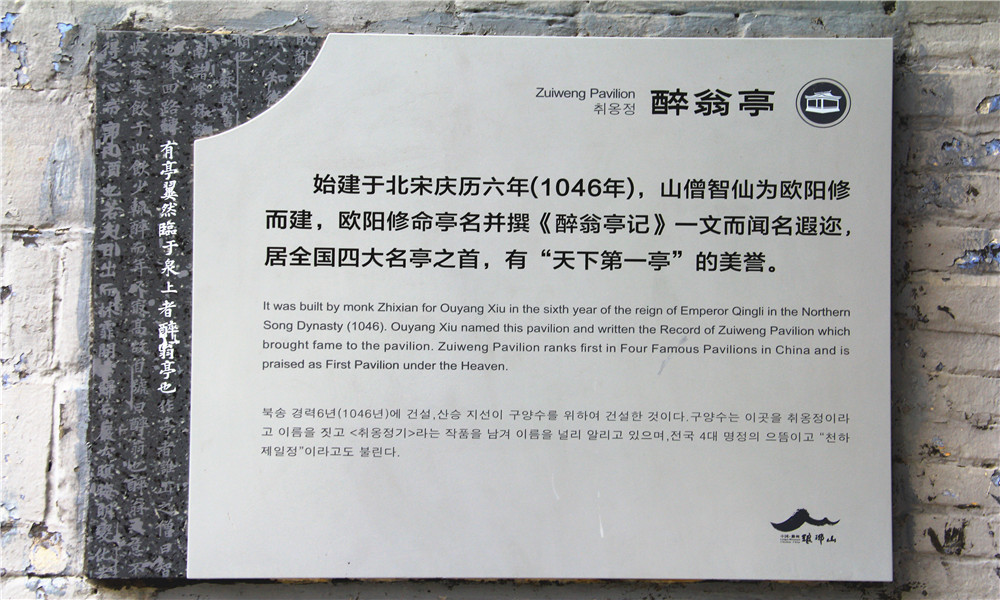 Zuiweng Pavilion
취옹정
醉翁亭
始建于北宋庆历六年(1046年)，山僧智仙为欧阳修
而建，欧阳修命亭名并撰《醉翁亭记》一文而闻名遐迩，
居全国四大名亭之首，有“天下第一亭”的美誉。
It was built by monk Zhixian for Ouyang Xiu in the sixth year of the reign of Emperor Qingli in the Northern
Song Dynasty (1046). Ouyang Xiu named this pavilion and written the Record of Zuiweng Pavilion which
brought fame to the pavilion. Zuiweng Pavilion ranks first in Four Famous Pavilions in China and is
praised as First Pavilion under the Heaven.
북송 경력6년(1046년)에 건설,산승 지선이 구양수를 위하여 건설한 것이다.구양수는 이곳을 취옹정이라
고 이름을 짓고 <취옹정기>라는 작품을 남겨 이름을 널리 알리고 있으며,전국 4대 명정의 으뜸이고 “천하
제일정”이라고도 불린다.
有亭翼然臨于泉上者醉翁亭也
琅琊山